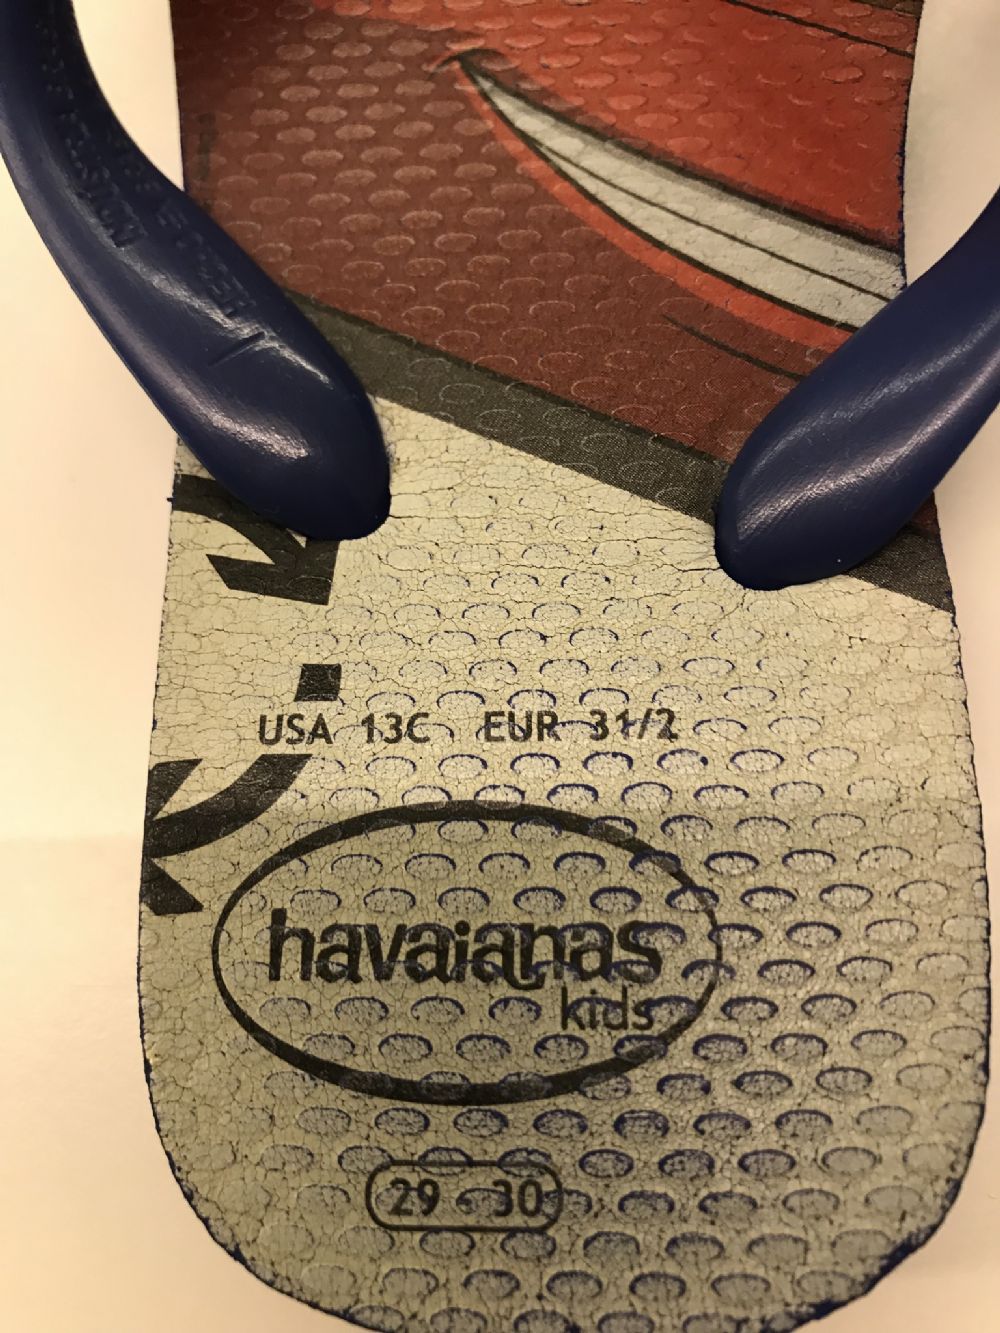 USA 13C EUR 31/2
havaianas
kids
29 - 30